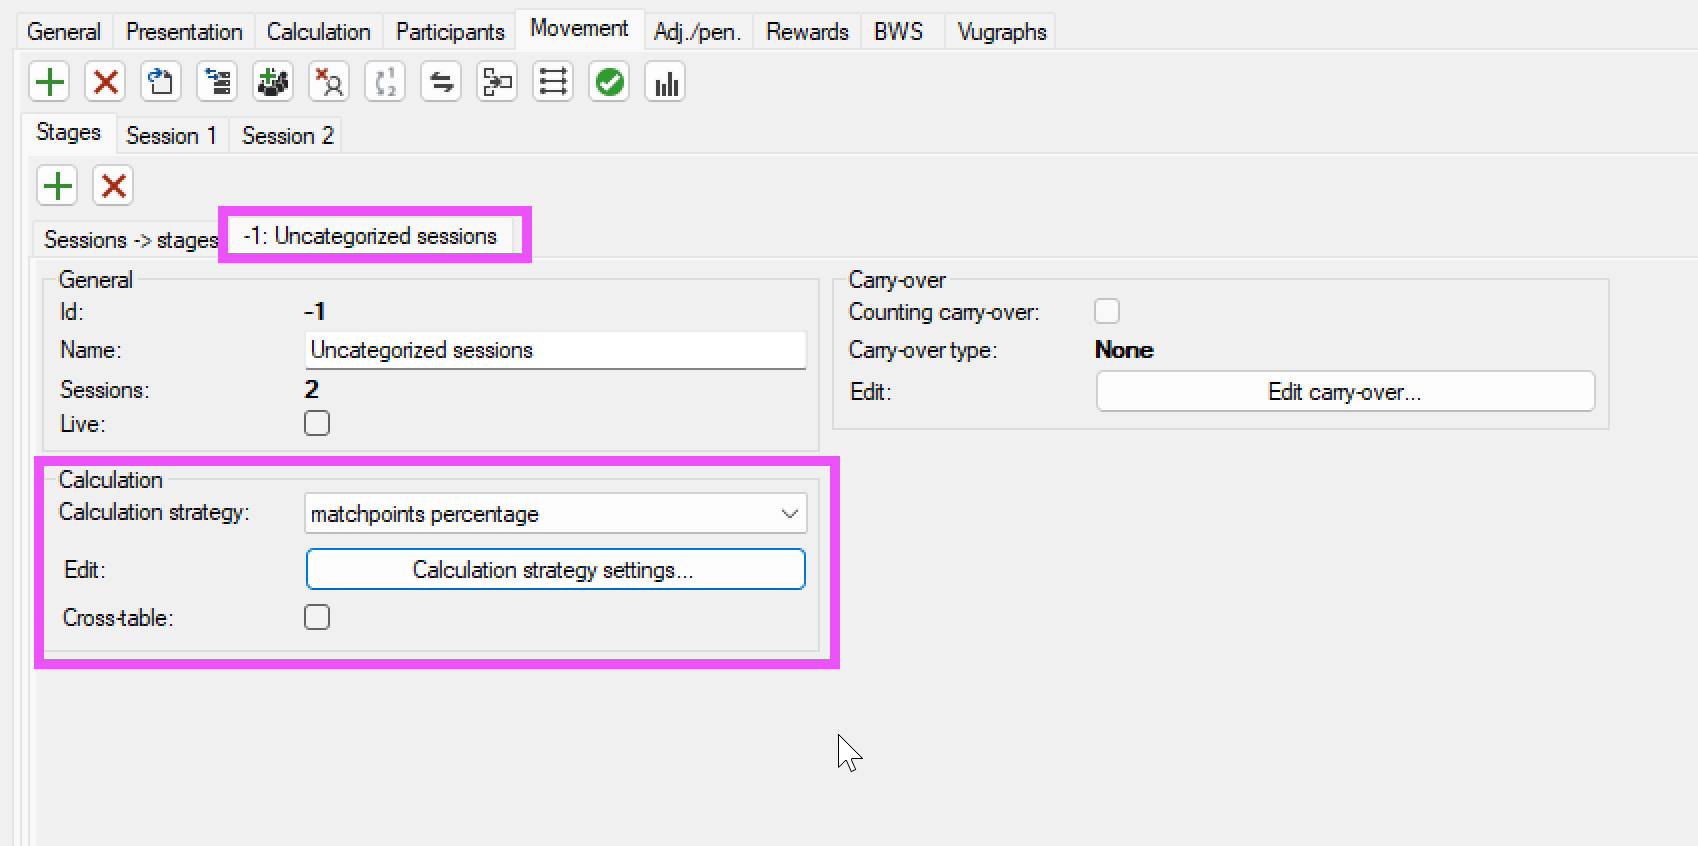 General Presentation Calculation Participants Movement Adj./pen. Rewards BWS Vugraphs
Stages Session 1 Session 2
Sessions -> stages -1: Uncategorized sessions
General
Id: -1
Name: Uncategorized sessions
Sessions: 2
Live:
Carry-over
Counting carry-over:
Carry-over type: None
Edit: Edit carry-over...
Calculation
Calculation strategy: matchpoints percentage
Edit: Calculation strategy settings...
Cross-table: